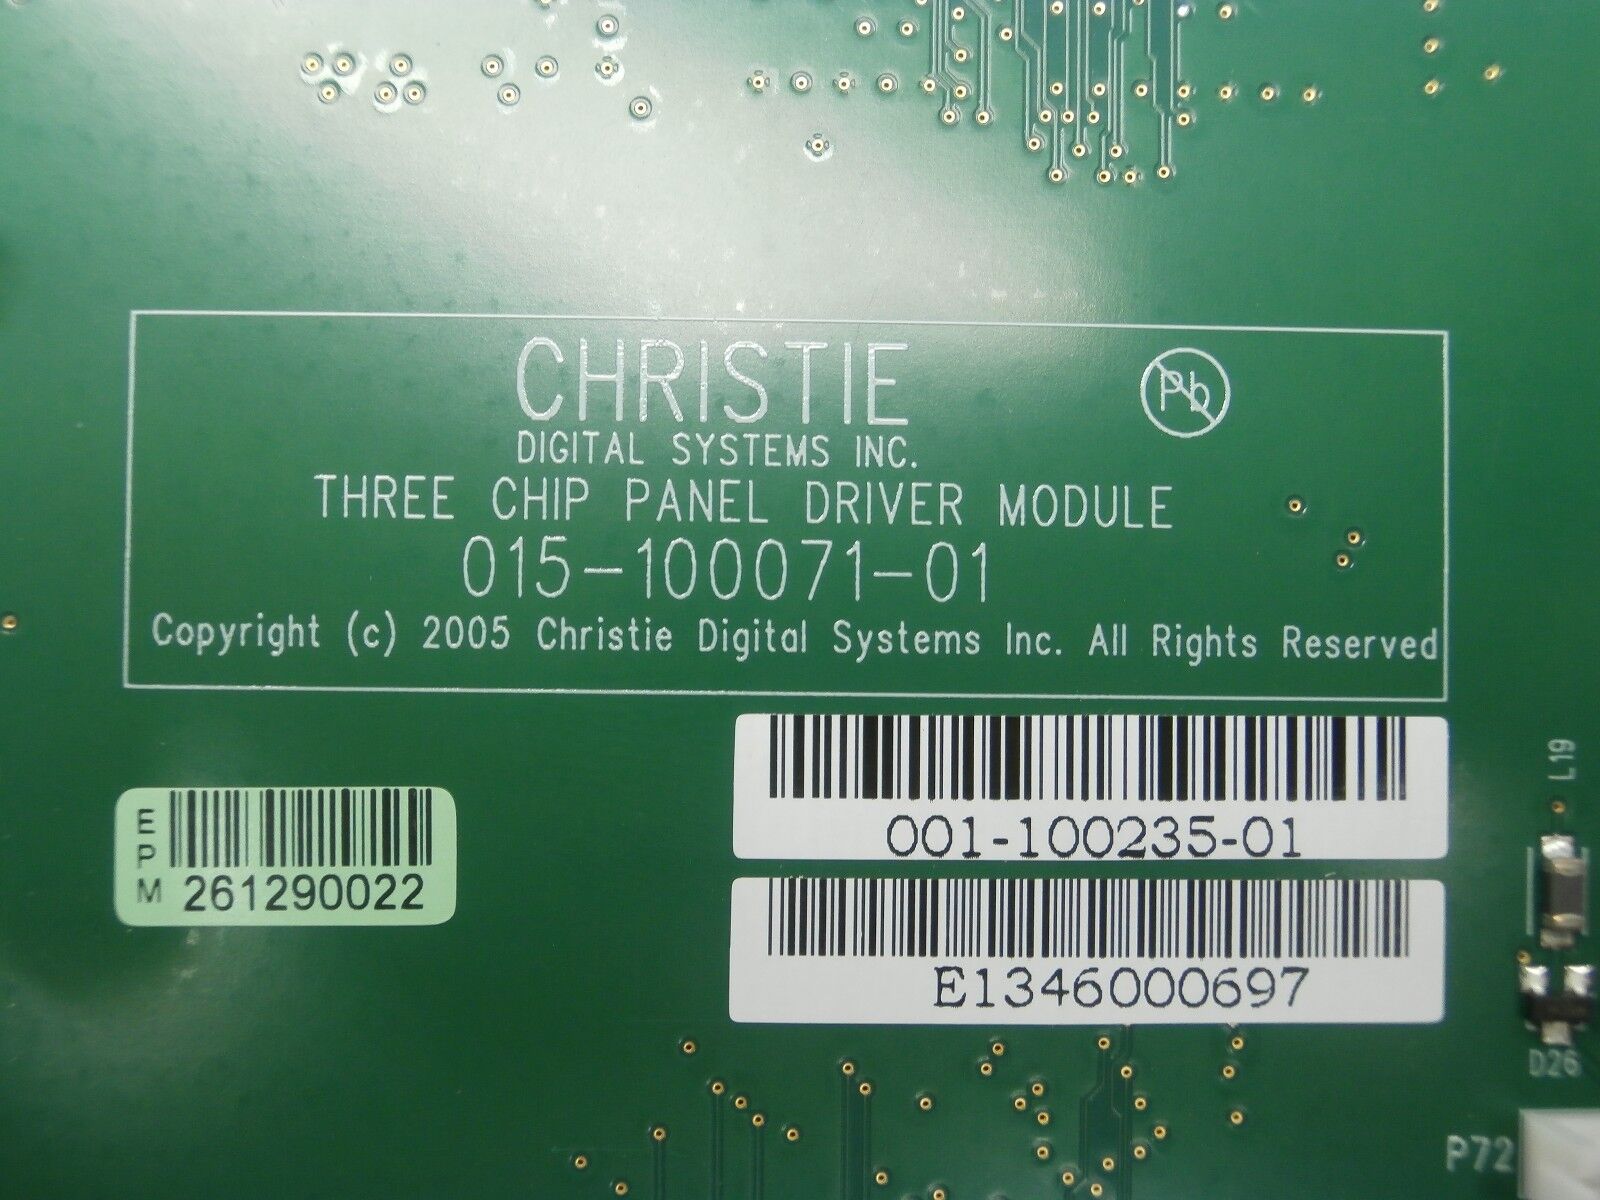 CHRISTIE
Pb
DIGITAL SYSTEMS INC.
THREE CHIP PANEL DRIVER MODULE
015-100071-01
Copyright (c) 2005 Christie Digital Systems Inc. All Rights Reserved
001-100235-01
E1346000697
EPM
261290022
L19
D26
P72